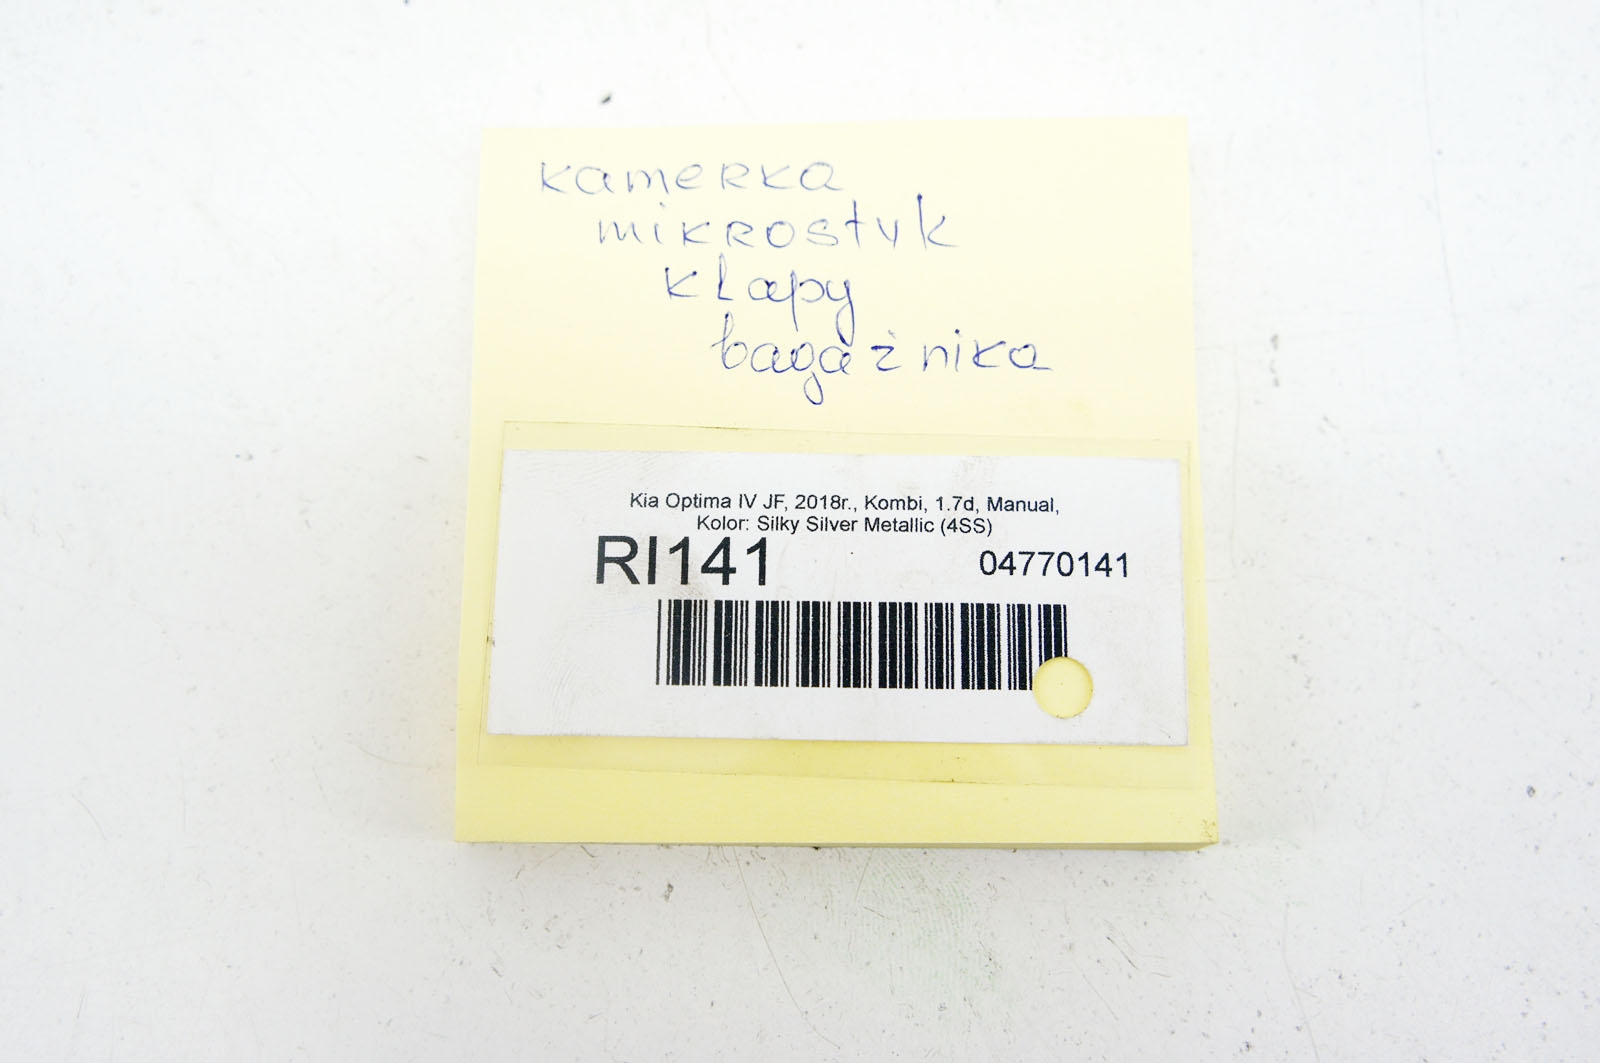 kamerka
mikrostyk
kłapy
bagażnika
Kia Optima IV JF, 2018r., Kombi, 1.7d, Manual,
Kolor: Silky Silver Metallic (4SS)
RI141 04770141